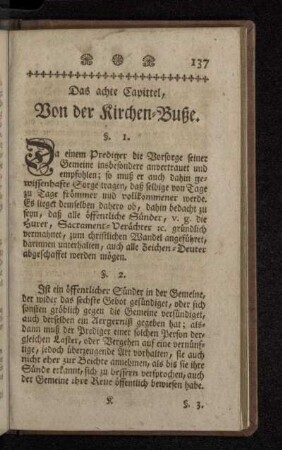 137
Das achte Capittel,
Von der Kirchen-Buße.
§. 1.
Da einem Prediger die Vorsorge seiner
Gemeine insbesondere anvertrauet und
empfohlen; so muß er auch dahin ge-
wissenhafte Sorge tragen, daß selbige von Tage
zu Tage frömmer und vollkommener werde.
Es lieget demselben dahero ob, dahin bedacht zu
seyn, daß alle öffentliche Sünder, v. g. die
Hurer, Sacrament-Verächter ꝛc. gründlich
vermahnet, zum christlichen Wandel angeführet,
darinnen unterhalten, auch alle Zeichen-Deuter
abgeschaffet werden mögen.
§. 2.
Ist ein öffentlicher Sünder in der Gemeine,
der wider das sechste Gebot gesündiget, oder sich
sonsten gröblich gegen die Gemeine versündiget,
auch derselben ein Aergerniß gegeben hat; als-
dann muß der Prediger einer solchen Person der-
gleichen Laster, oder Vergehen auf eine vernünf-
tige, jedoch überzeugende Art vorhalten, sie auch
nicht eher zur Beichte annehmen, als bis sie ihre
Sünde erkannt, sich zu bessern versprochen, auch
der Gemeine ihre Reue öffentlich bewiesen habe.
K §. 3.